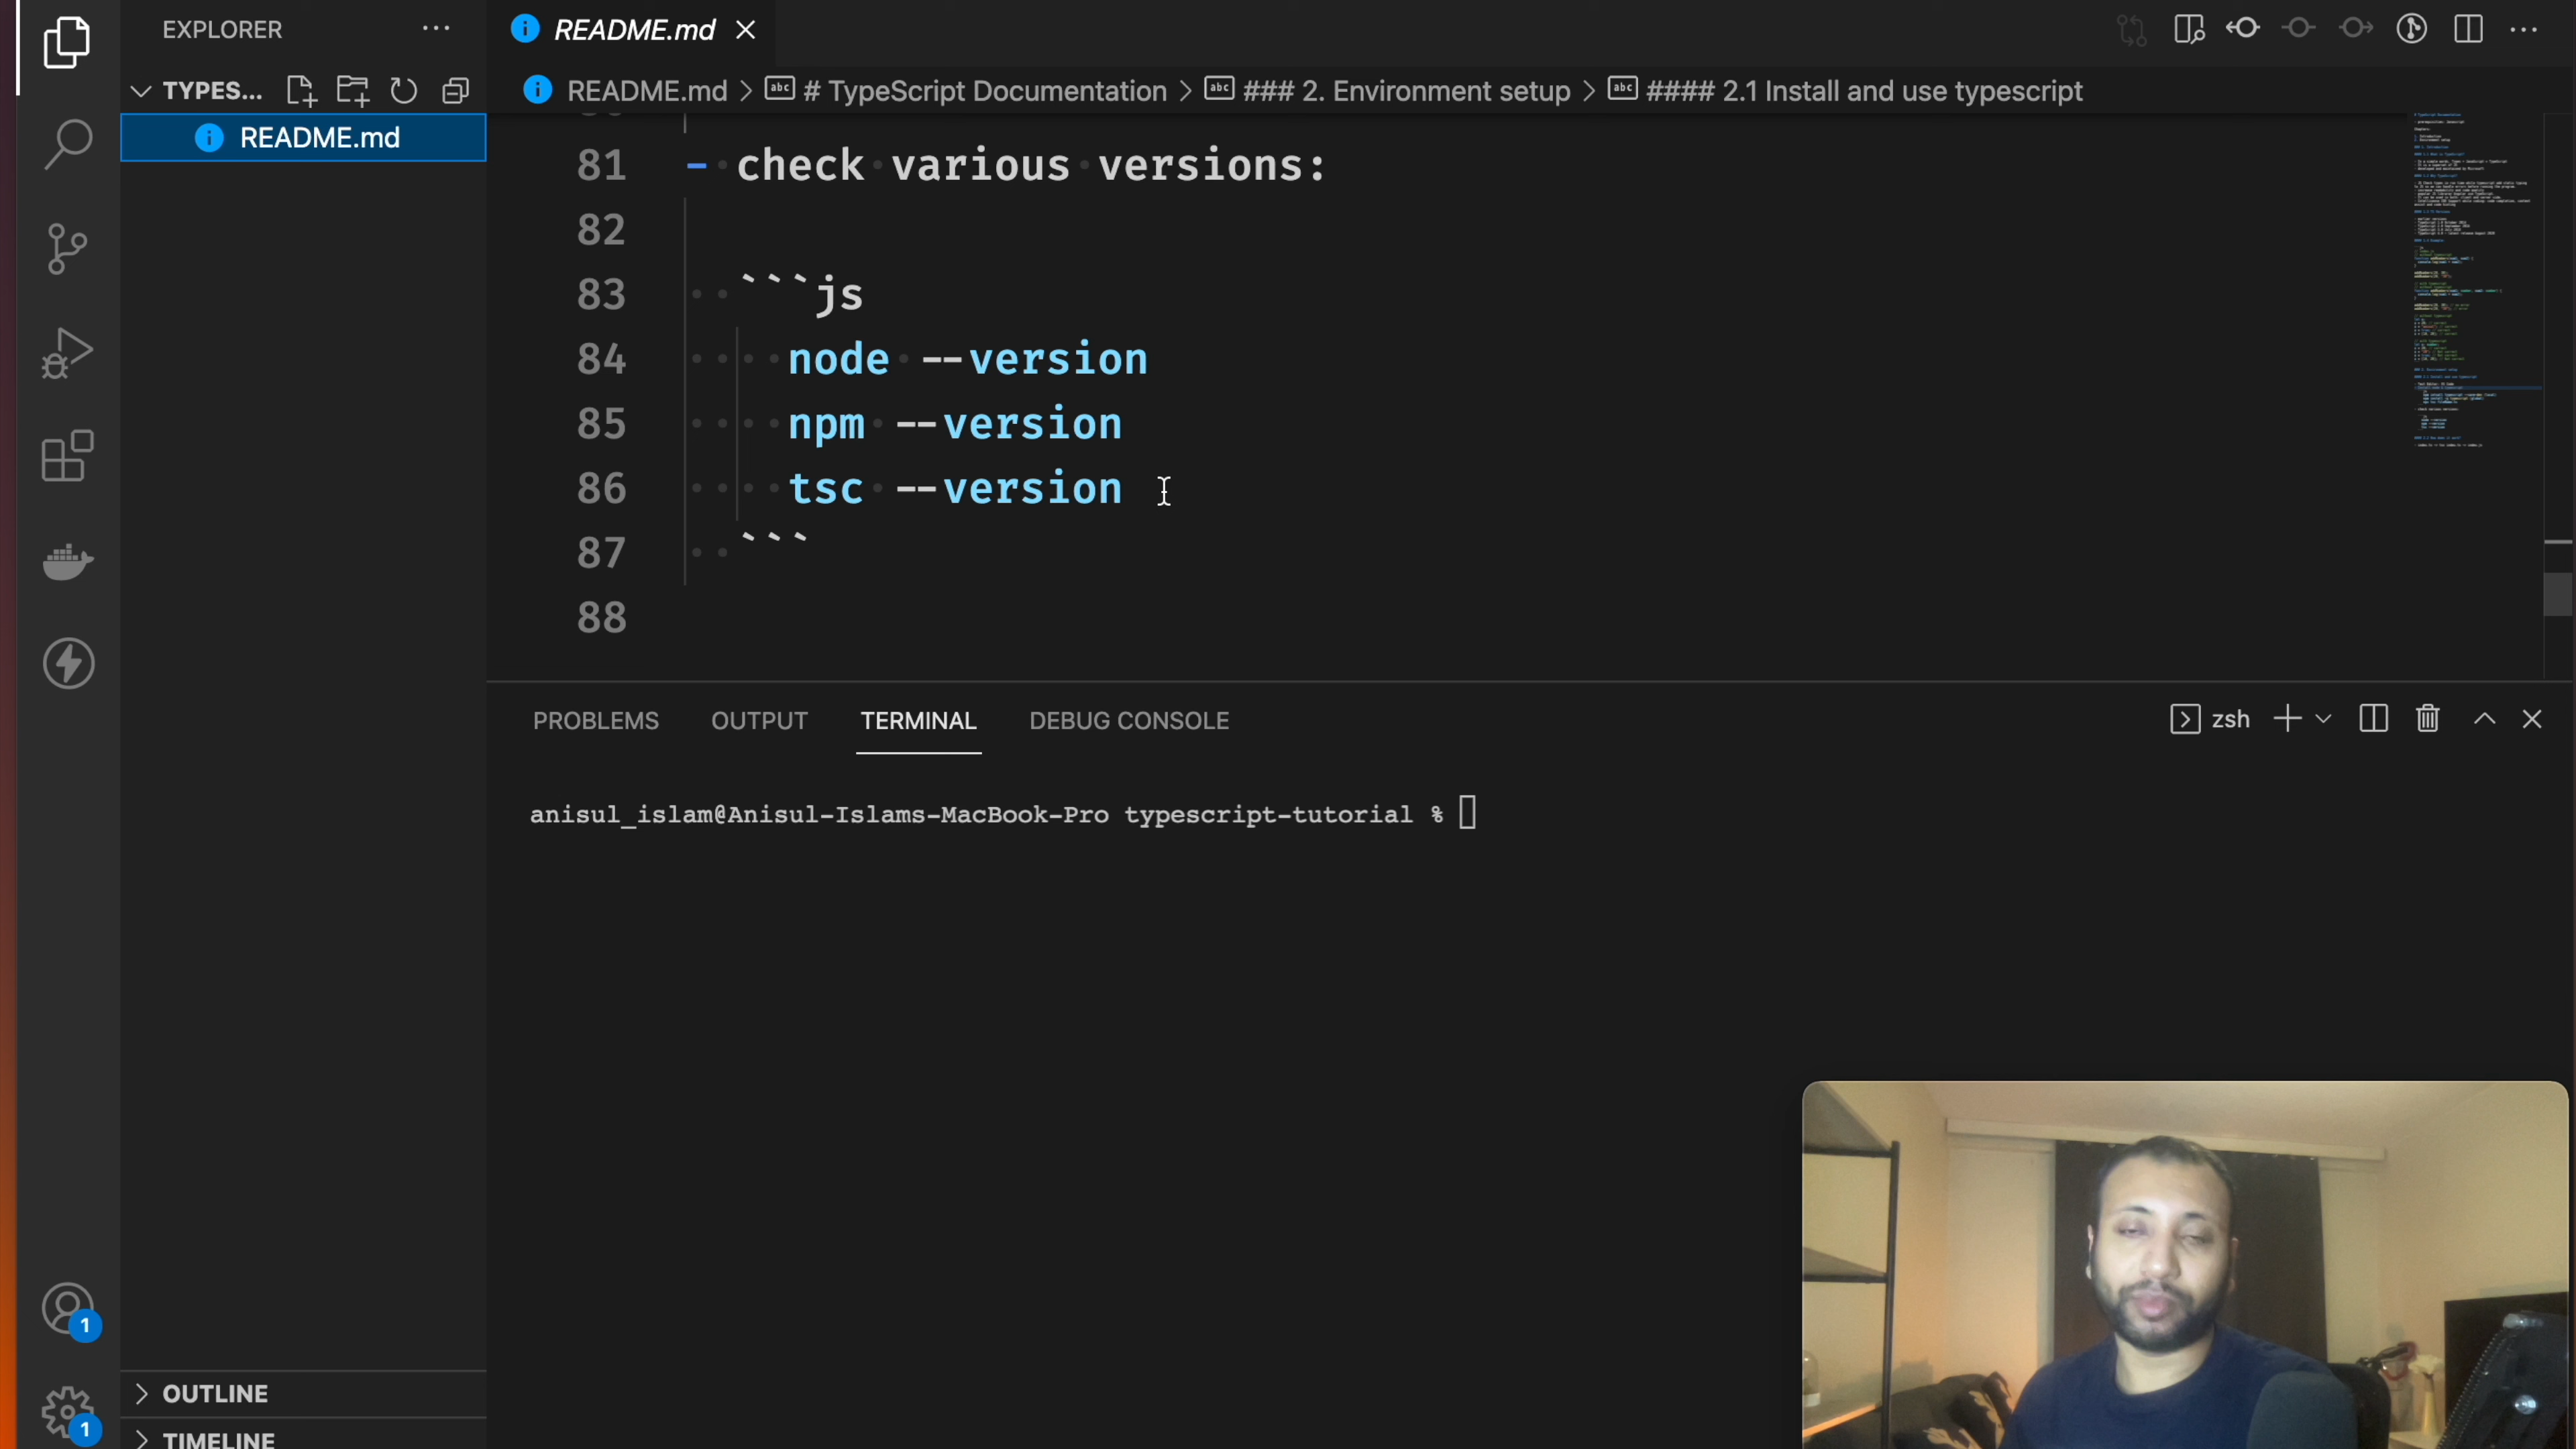 EXPLORER
README.md
TYPES...
README.md > # TypeScript Documentation > ### 2. Environment setup > #### 2.1 Install and use typescript
README.md
81 - check various versions:
82
83 ```js
84 node --version
85 npm --version
86 tsc --version
87 ```
88
PROBLEMS OUTPUT TERMINAL DEBUG CONSOLE
zsh
anisul_islam@Anisul-Islams-MacBook-Pro typescript-tutorial %
1
1
OUTLINE
TIMELINE